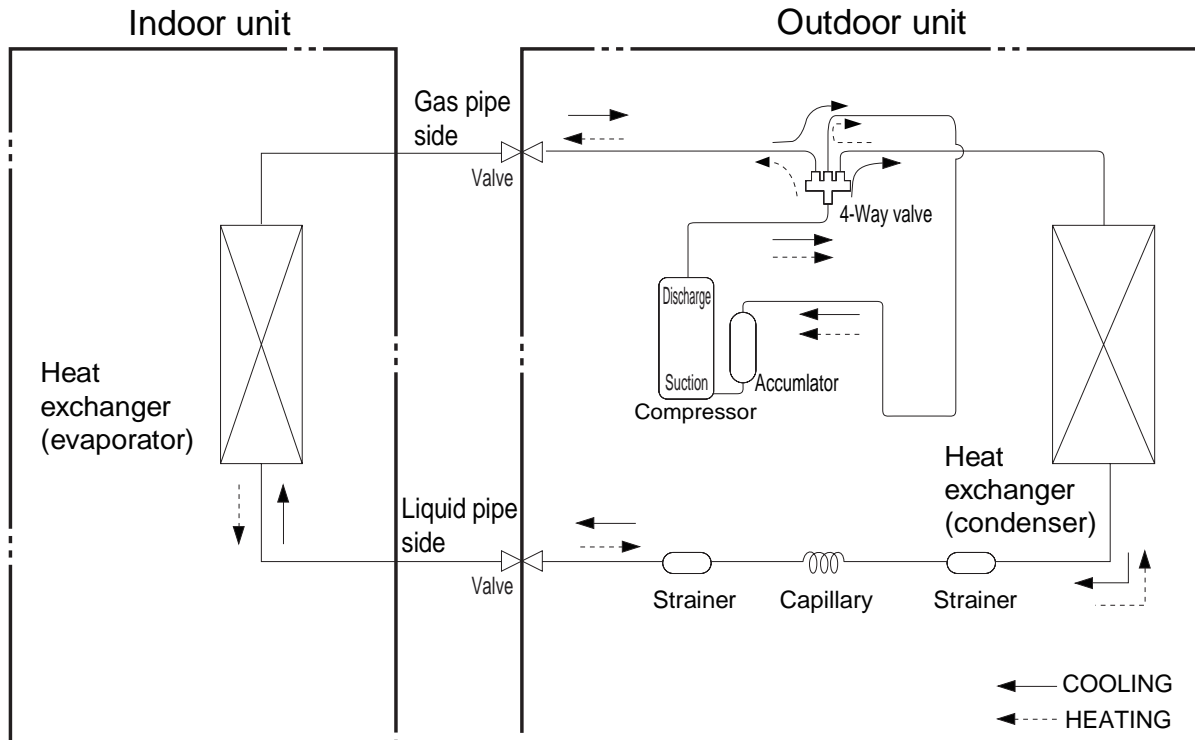 Indoor unit
Outdoor unit
Gas pipe
side
Valve
4-Way valve
Discharge
Suction
Compressor
Accumlator
Heat
exchanger
(evaporator)
Heat
exchanger
(condenser)
Liquid pipe
side
Valve
Strainer
Capillary
Strainer
COOLING
HEATING